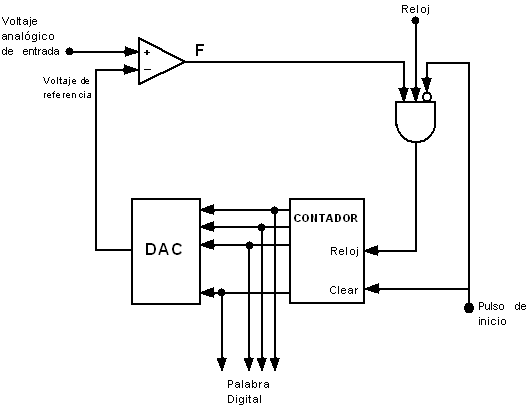 Voltaje
analógico
de entrada
Voltaje de
referencia
+
−
F
Reloj
DAC
CONTADOR
Reloj
Clear
Pulso de
inicio
Palabra
Digital